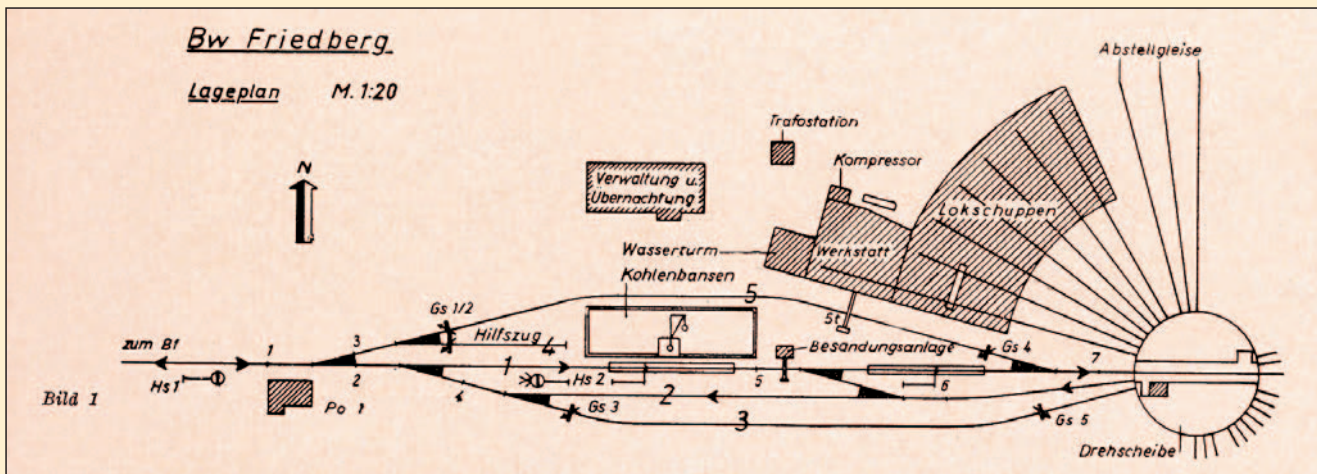 Bw Friedberg
Lageplan M. 1:20
N
Abstellgleise
Trafostation
Kompressor
Verwaltung u.
Übernachtung
Lokschuppen
Wasserturm
Werkstatt
Kohlenbansen
Gs 1/2
5
St
Hilfszug
4
zum Bf
1
3
1
Besandungsanlage
Gs 4
7
Hs 1
2
4
Hs 2
5
6
Bild 1
Po 1
2
Gs 3
3
Gs 5
Drehscheibe